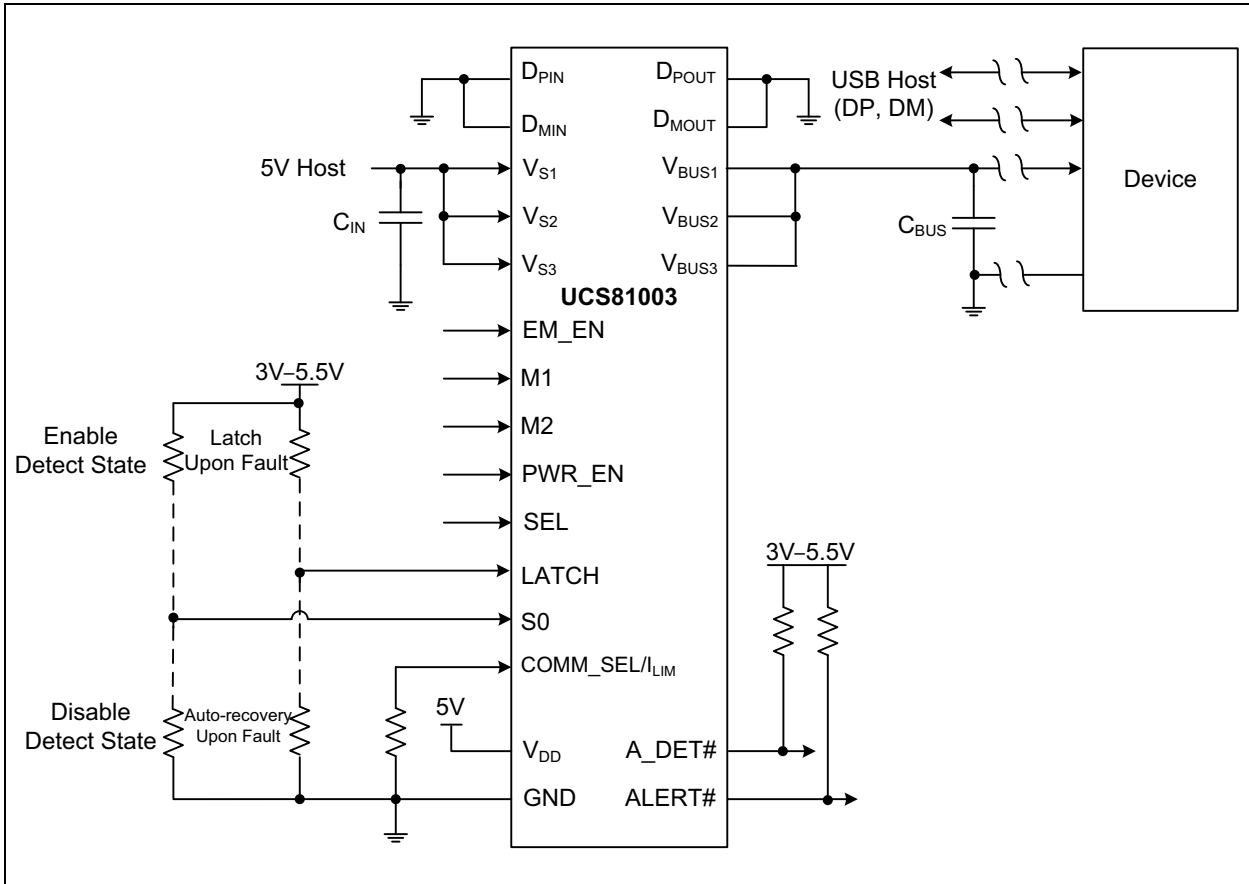 DPIN
DMIN
5V Host
VS1
CIN
VS2
VS3
DPOUT
DMOUT
VBUS1
VBUS2
VBUS3
USB Host
(DP, DM)
CBUS
Device
UCS81003
EM_EN
M1
M2
PWR_EN
SEL
LATCH
S0
COMM_SEL/ILIM
3V–5.5V
Enable
Detect State
Latch
Upon Fault
Disable
Detect State
Auto-recovery
Upon Fault
5V
VDD
GND
3V–5.5V
A_DET#
ALERT#